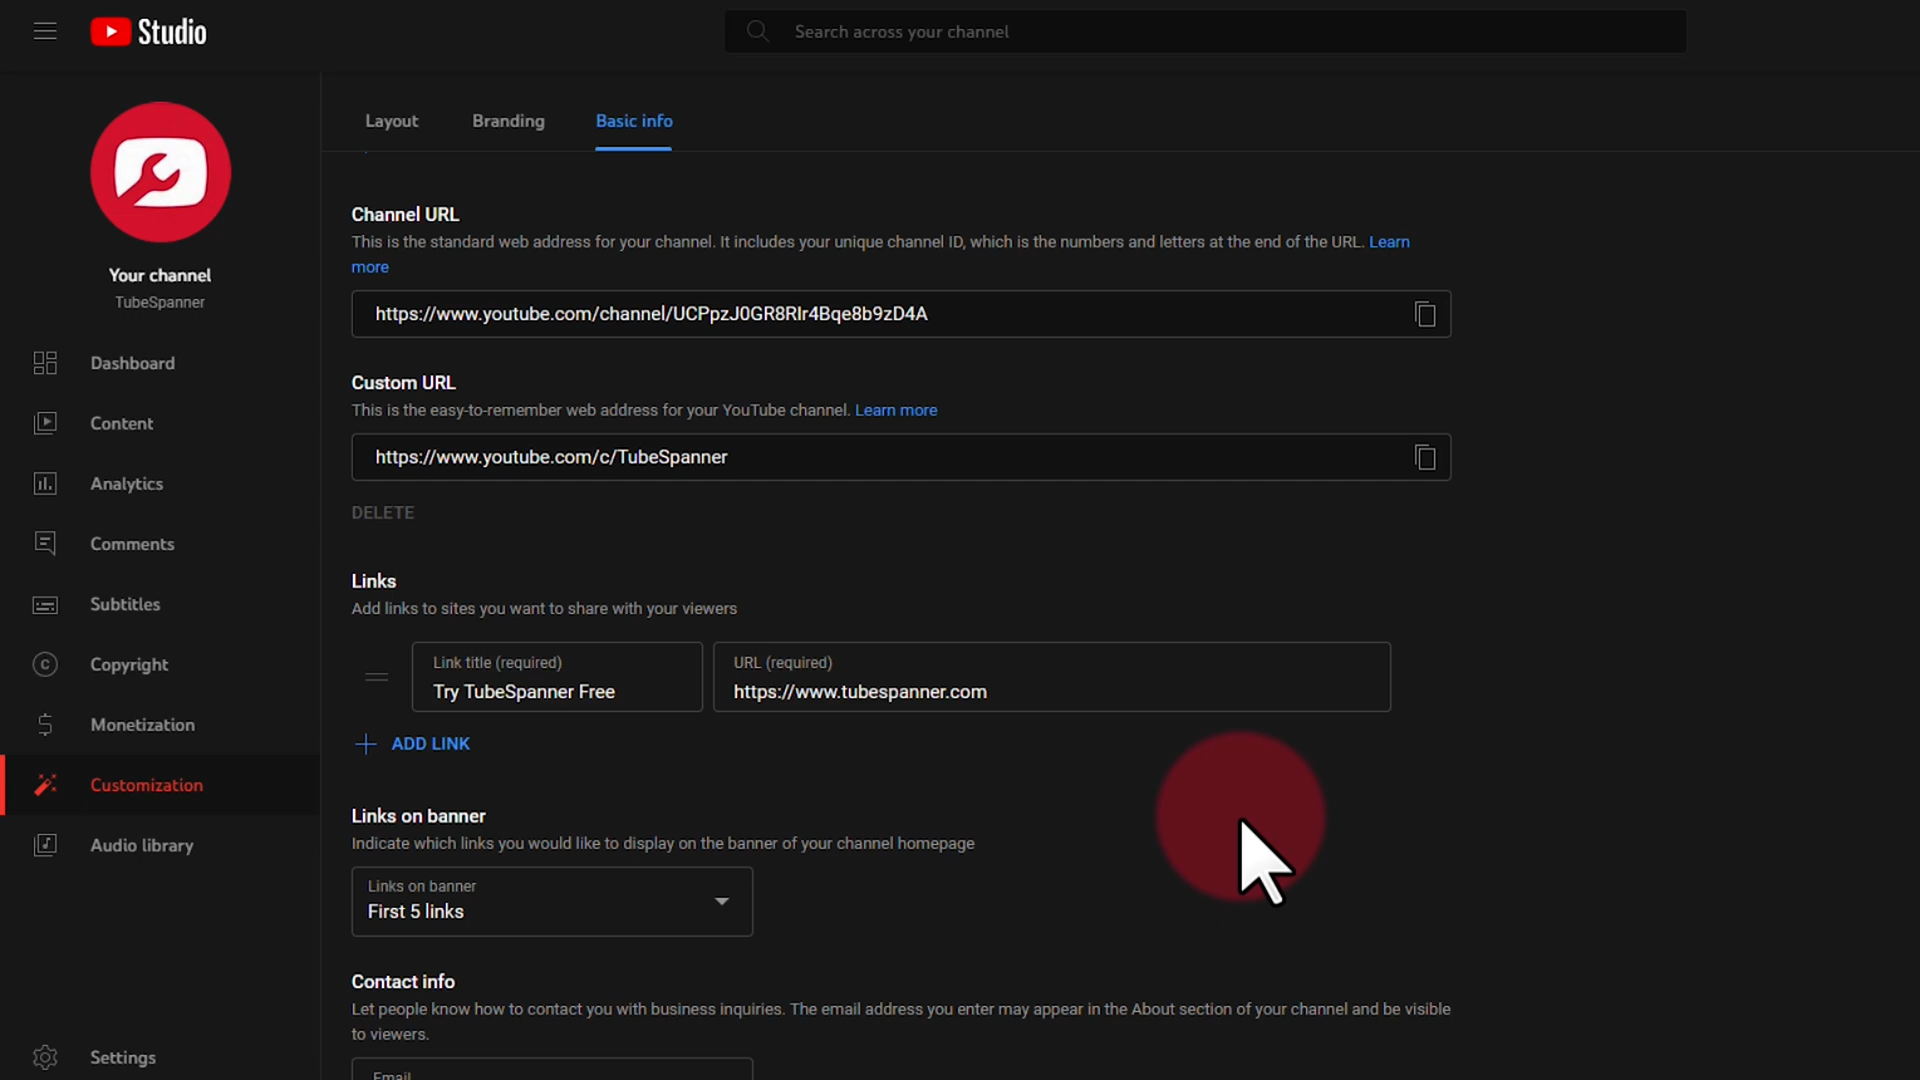 Studio
Search across your channel
Layout
Branding
Basic info
Your channel
TubeSpanner
Dashboard
Content
Analytics
Comments
Subtitles
Copyright
Monetization
Customization
Audio library
Settings
Channel URL
This is the standard web address for your channel. It includes your unique channel ID, which is the numbers and letters at the end of the URL. Learn
more
https://www.youtube.com/channel/UCPpzJ0GR8RIr4Bqe8b9zD4A
Custom URL
This is the easy-to-remember web address for your YouTube channel. Learn more
https://www.youtube.com/c/TubeSpanner
DELETE
Links
Add links to sites you want to share with your viewers
Link title (required)
Try TubeSpanner Free
URL (required)
https://www.tubespanner.com
ADD LINK
Links on banner
Indicate which links you would like to display on the banner of your channel homepage
Links on banner
First 5 links
Contact info
Let people know how to contact you with business inquiries. The email address you enter may appear in the About section of your channel and be visible
to viewers.
Email